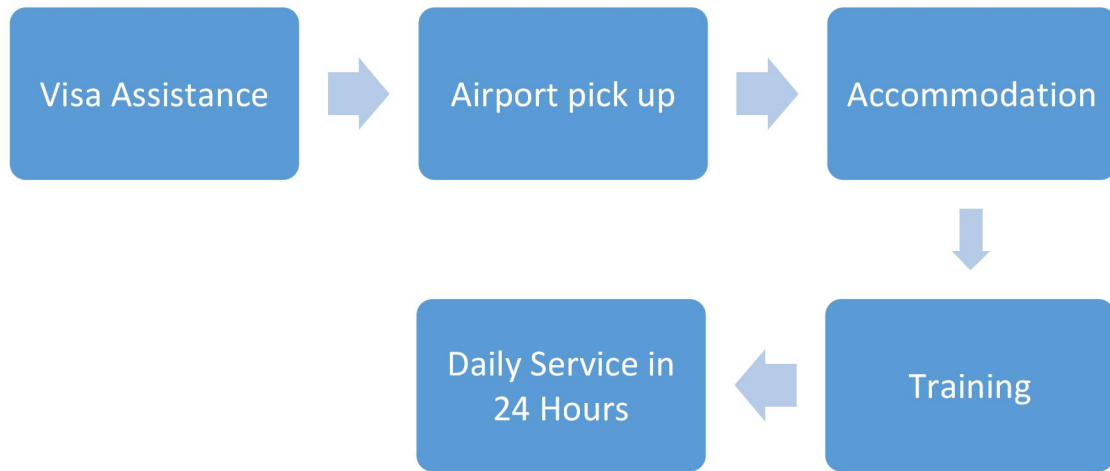 Visa Assistance
Airport pick up
Accommodation
Training
Daily Service in
24 Hours